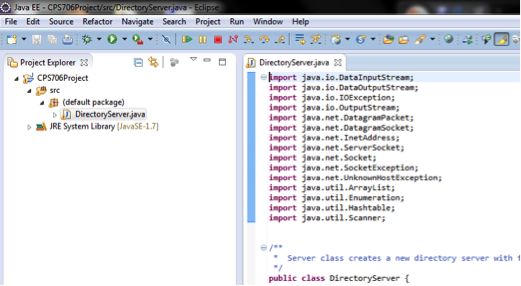 Java EE - CPS706Project/src/DirectoryServer.java - Eclipse
File Edit Source Refactor Navigate Search Project Run Window Help
Project Explorer
CPS706Project
src
(default package)
DirectoryServer.java
JRE System Library [JavaSE-1.7]
DirectoryServer.java
import java.io.DataInputStream;
import java.io.DataOutputStream;
import java.io.IOException;
import java.io.OutputStream;
import java.net.DatagramPacket;
import java.net.DatagramSocket;
import java.net.InetAddress;
import java.net.ServerSocket;
import java.net.Socket;
import java.net.SocketException;
import java.net.UnknownHostException;
import java.util.ArrayList;
import java.util.Enumeration;
import java.util.Hashtable;
import java.util.Scanner;
/**
* Server class creates a new directory server with
*/
public class DirectoryServer {